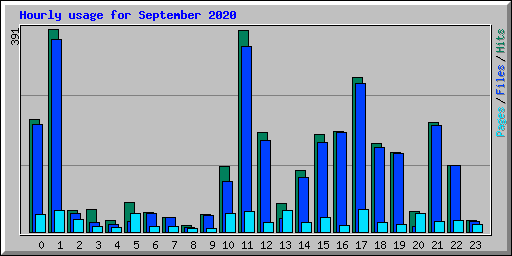 Hourly usage for September 2020
391
Pages/Files/Hits
0 1 2 3 4 5 6 7 8 9 10 11 12 13 14 15 16 17 18 19 20 21 22 23